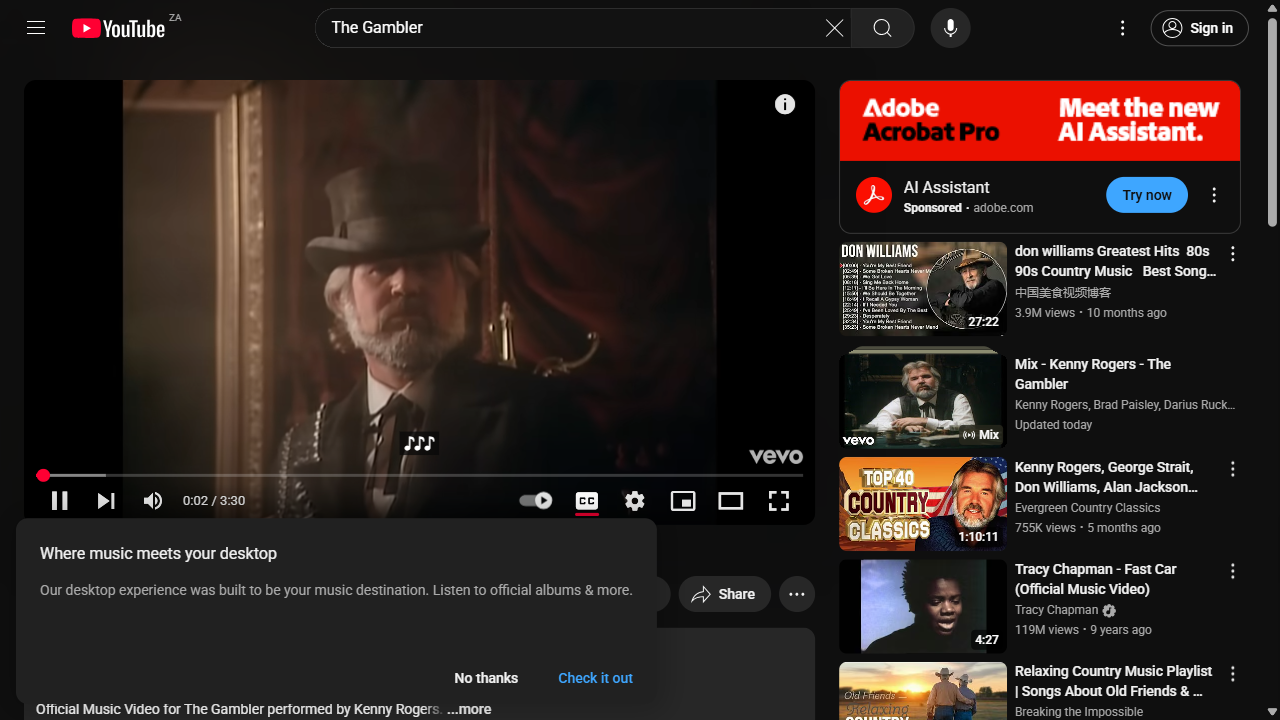 YouTube
ZA
The Gambler
Sign in
♪♪♪
vevo
0:02 / 3:30
CC
Where music meets your desktop
Our desktop experience was built to be your music destination. Listen to official albums & more.
No thanks
Check it out
Share
Official Music Video for The Gambler performed by Kenny Rogers. ...more
Adobe
Acrobat Pro
Meet the new
AI Assistant.
AI Assistant
Sponsored · adobe.com
Try now
DON WILLIAMS
27:22
don williams Greatest Hits 80s
90s Country Music Best Song...
中国美食视频博客
3.9M views · 10 months ago
vevo
Mix
Mix - Kenny Rogers - The
Gambler
Kenny Rogers, Brad Paisley, Darius Ruck...
Updated today
TOP 40
COUNTRY
CLASSICS
1:10:11
Kenny Rogers, George Strait,
Don Williams, Alan Jackson...
Evergreen Country Classics
755K views · 5 months ago
4:27
Tracy Chapman - Fast Car
(Official Music Video)
Tracy Chapman
119M views · 9 years ago
Old Friends
Relaxing
COUNTRY
Relaxing Country Music Playlist
| Songs About Old Friends & ...
Breaking the Impossible